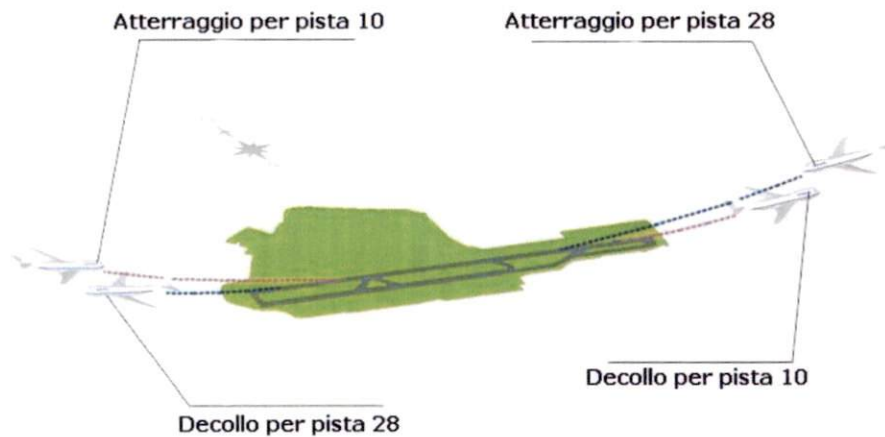 Atterraggio per pista 10
Atterraggio per pista 28
Decollo per pista 10
Decollo per pista 28